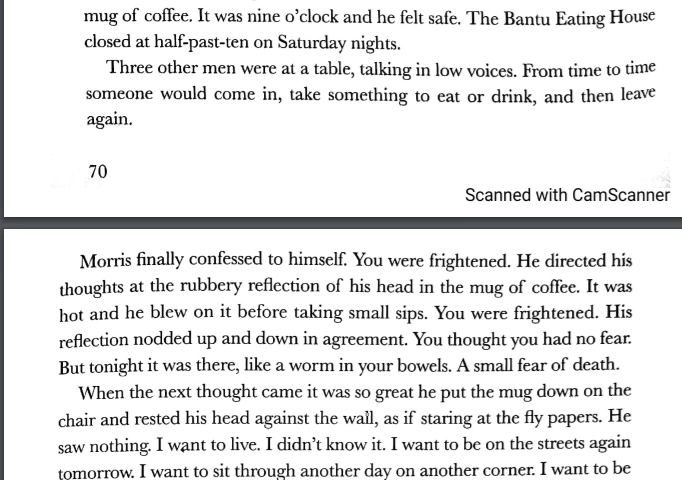 mug of coffee. It was nine o’clock and he felt safe. The Bantu Eating House
closed at half-past-ten on Saturday nights.
Three other men were at a table, talking in low voices. From time to time
someone would come in, take something to eat or drink, and then leave
again.
70
Scanned with CamScanner
Morris finally confessed to himself. You were frightened. He directed his
thoughts at the rubbery reflection of his head in the mug of coffee. It was
hot and he blew on it before taking small sips. You were frightened. His
reflection nodded up and down in agreement. You thought you had no fear.
But tonight it was there, like a worm in your bowels. A small fear of death.
When the next thought came it was so great he put the mug down on the
chair and rested his head against the wall, as if staring at the fly papers. He
saw nothing. I want to live. I didn’t know it. I want to be on the streets again
tomorrow. I want to sit through another day on another corner. I want to be